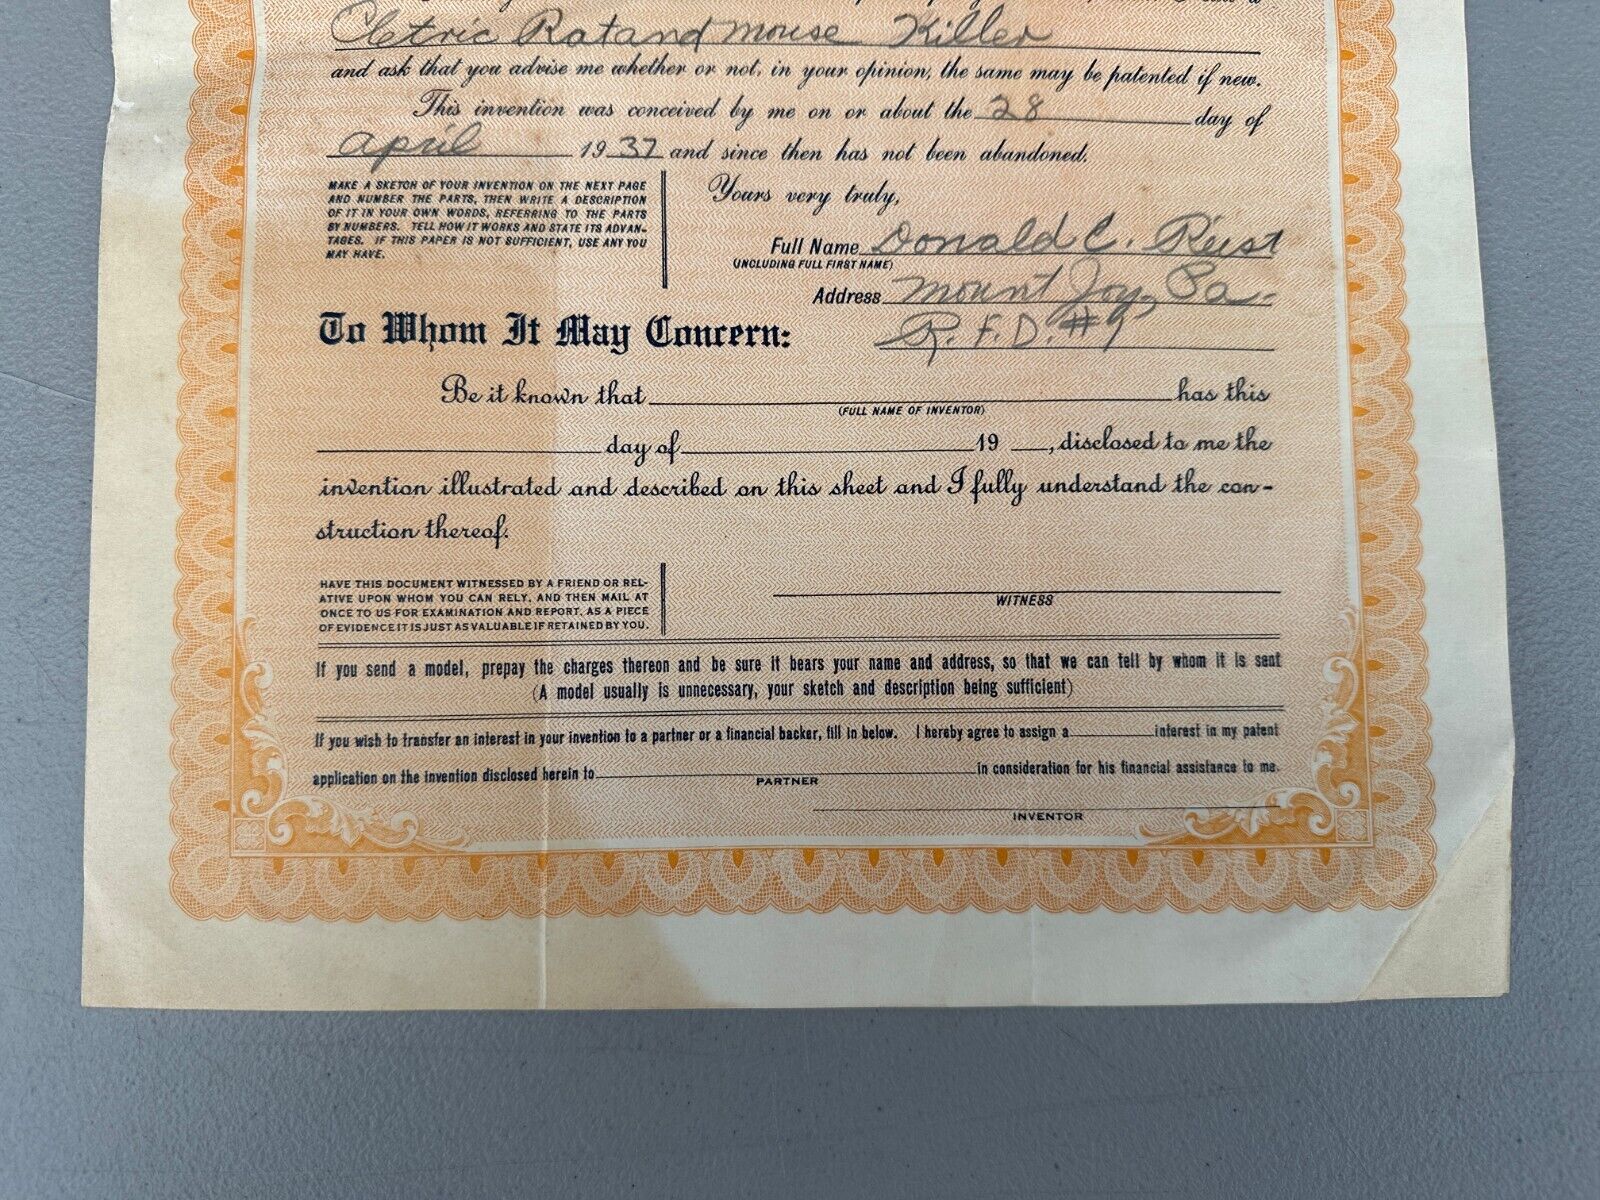 Eletric Rat and mouse Killer
and ask that you advise me whether or not, in your opinion, the same may be patented if new.
This invention was conceived by me on or about the 28 day of
april 1937 and since then has not been abandoned.
MAKE A SKETCH OF YOUR INVENTION ON THE NEXT PAGE
AND NUMBER THE PARTS, THEN WRITE A DESCRIPTION
OF IT IN YOUR OWN WORDS, REFERRING TO THE PARTS
BY NUMBERS. TELL HOW IT WORKS AND STATE ITS ADVAN-
TAGES. IF THIS PAPER IS NOT SUFFICIENT, USE ANY YOU
MAY HAVE.
Yours very truly,
Full Name Donald C. Rust
(INCLUDING FULL FIRST NAME)
Address Mount Joy, Pa.
R.F.D. #9
To Whom It May Concern:
Be it known that has this
(FULL NAME OF INVENTOR)
day of 19 , disclosed to me the
invention illustrated and described on this sheet and I fully understand the con-
struction thereof.
HAVE THIS DOCUMENT WITNESSED BY A FRIEND OR REL-
ATIVE UPON WHOM YOU CAN RELY, AND THEN MAIL AT
ONCE TO US FOR EXAMINATION AND REPORT, AS A PIECE
OF EVIDENCE IT IS JUST AS VALUABLE IF RETAINED BY YOU.
WITNESS
If you send a model, prepay the charges thereon and be sure it bears your name and address, so that we can tell by whom it is sent
(A model usually is unnecessary, your sketch and description being sufficient)
If you wish to transfer an interest in your invention to a partner or a financial backer, fill in below. I hereby agree to assign a interest in my patent
application on the invention disclosed herein to in consideration for his financial assistance to me.
PARTNER
INVENTOR